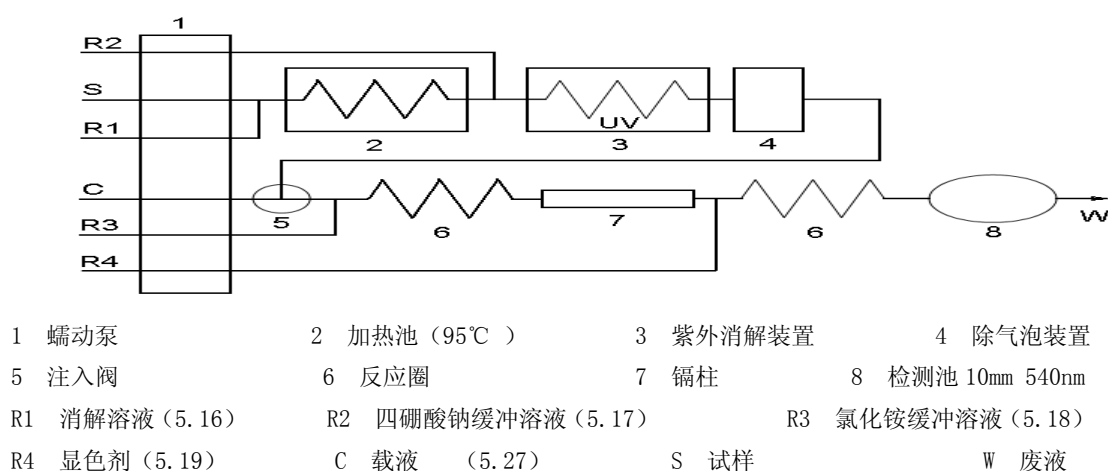 1
R2
S
R1
UV
2
3
4
C
R3
5
6
7
6
8
W
R4
1 蠕动泵 2 加热池（95℃ ） 3 紫外消解装置 4 除气泡装置
5 注入阀 6 反应圈 7 镉柱 8 检测池 10mm 540nm
R1 消解溶液（5.16） R2 四硼酸钠缓冲溶液（5.17） R3 氯化铵缓冲溶液（5.18）
R4 显色剂（5.19） C 载液 （5.27） S 试样 W 废液